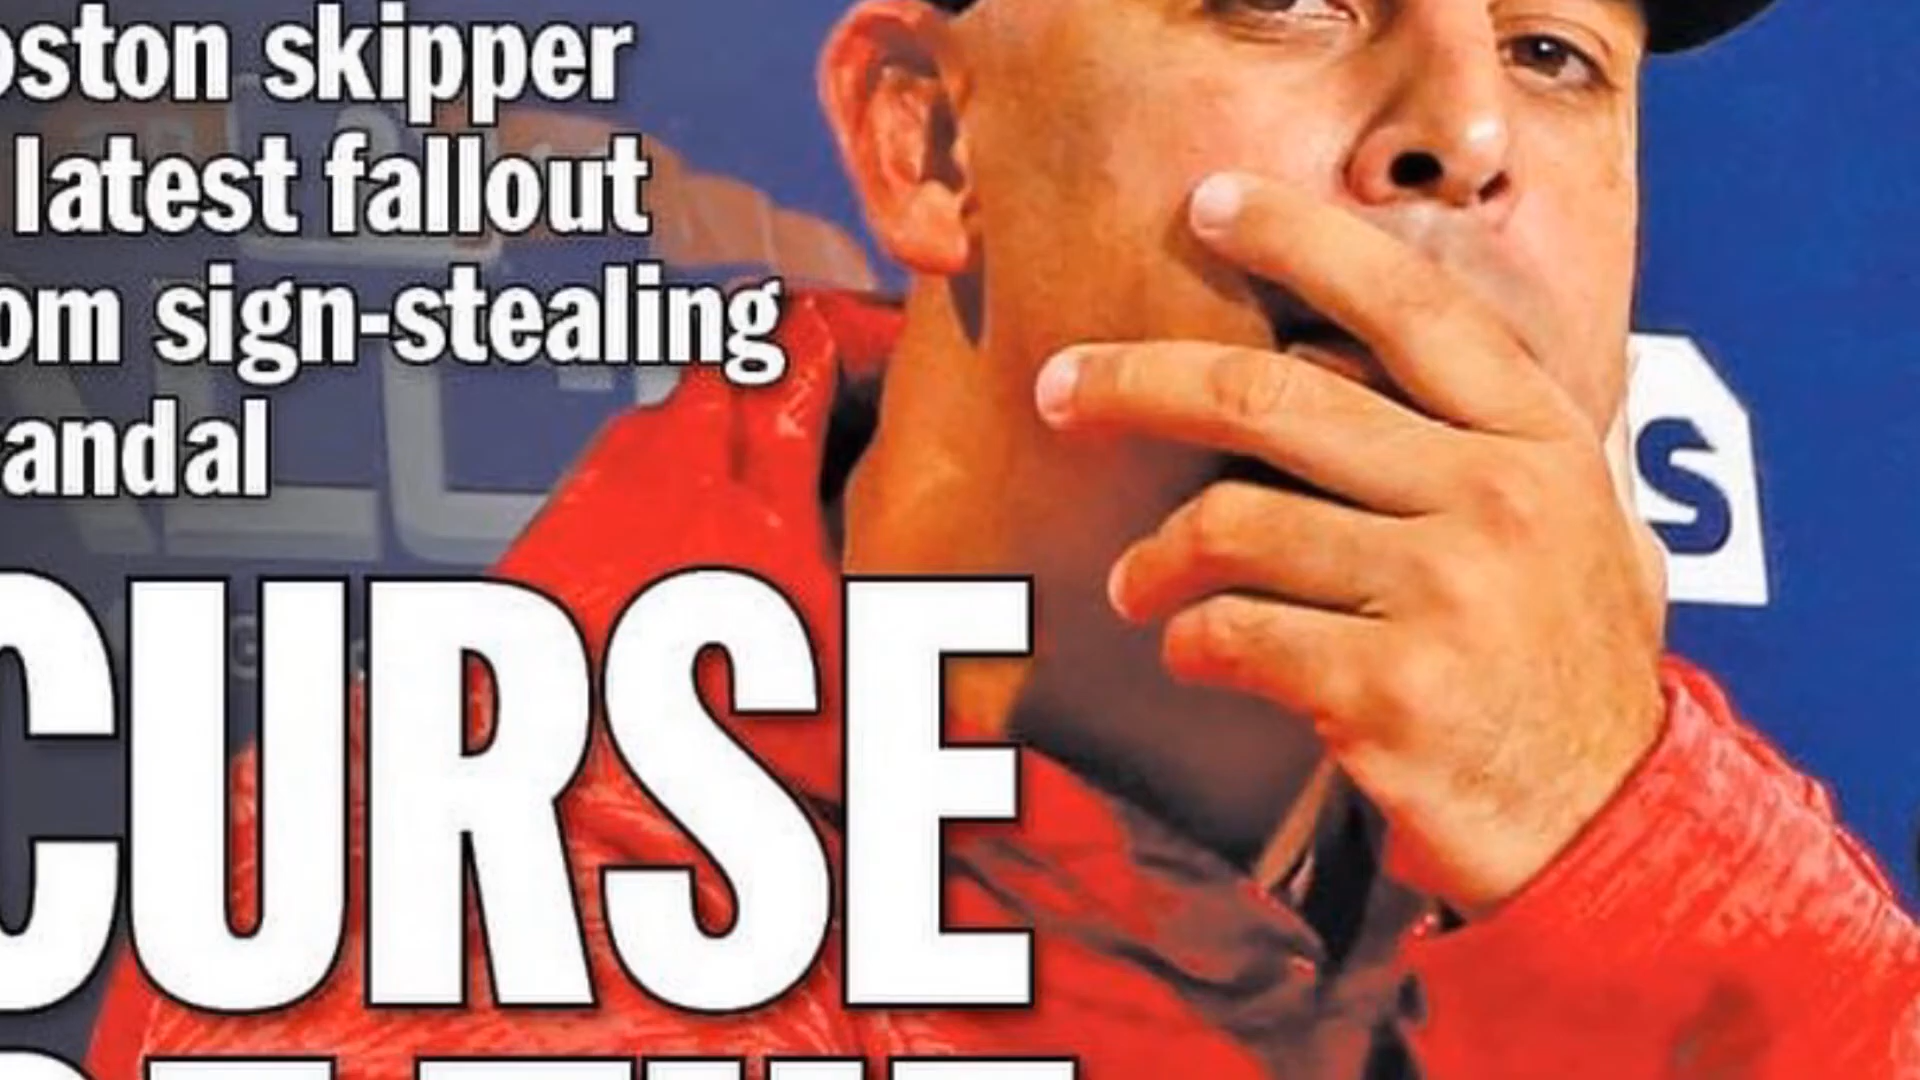 oston skipper
latest fallout
om sign-stealing
andal
CURSE
S